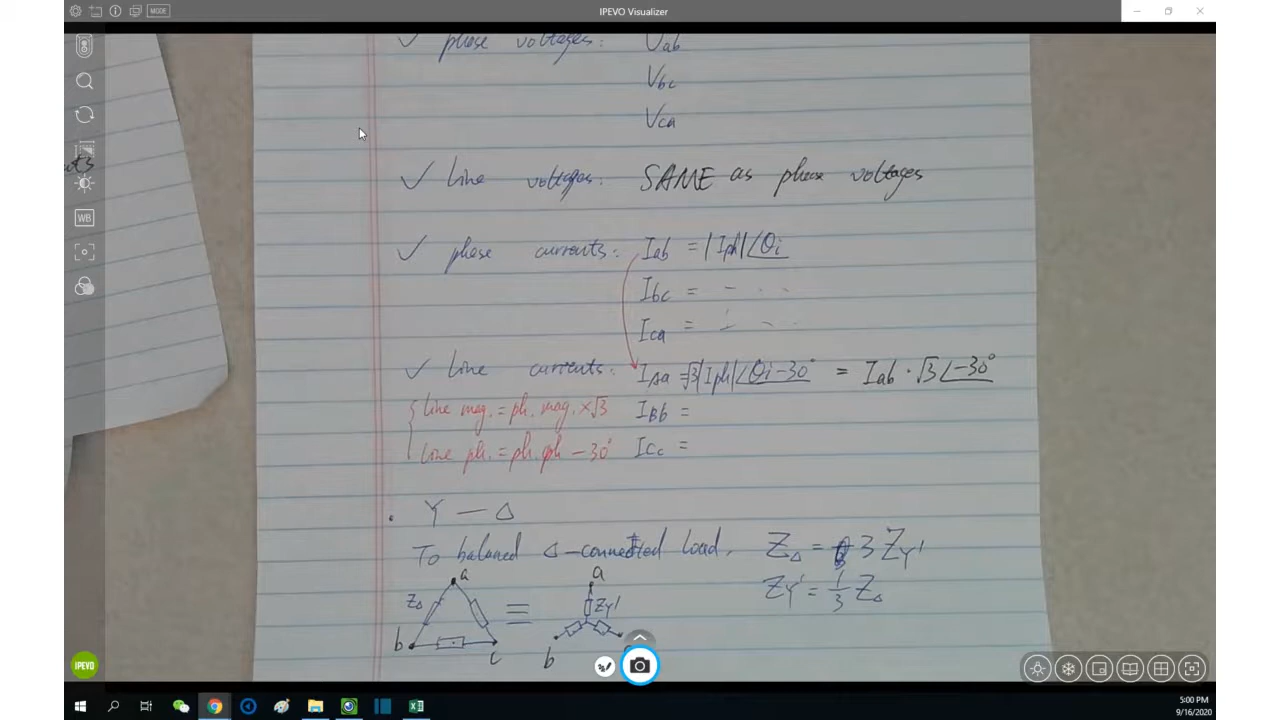 IPEVO Visualizer
MODE
✓ phase voltages: Vab
Vbc
Vca
✓ Line voltages: SAME as phase voltages
✓ phase currents: Iab = |Iph|∠θi
Ibc = - . . .
Ica = - . . .
✓ Line currents: IAa = √3|Iph|∠θi-30° = Iab · √3∠-30°
Line mag. = ph. mag. ×√3 IBb =
Line ph. = ph. ph - 30° ICc =
. Y - Δ
To balanced Δ-connected Load, ZΔ = 3 ZY'
ZY' = 1/3 ZΔ
a a
ZΔ ≡ ZY'
b c b
WB
IPEVO
5:00 PM
9/16/2020